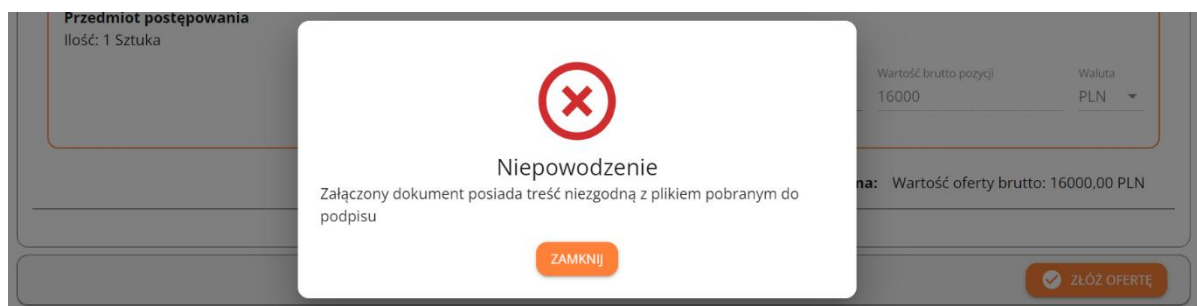 Przedmiot postępowania
Ilość: 1 Sztuka
Wartość brutto pozycji
Waluta
16000
PLN
Niepowodzenie
Załączony dokument posiada treść niezgodną z plikiem pobranym do
podpisu
na: Wartość oferty brutto: 16000,00 PLN
ZAMKNIJ
ZŁÓŻ OFERTĘ